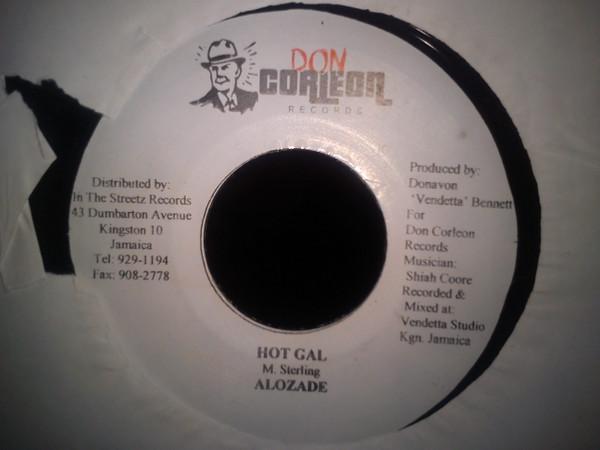 DON
CORLEON
RECORDS
Distributed by:
In The Streetz Records
43 Dumbarton Avenue
Kingston 10
Jamaica
Tel: 929-1194
Fax: 908-2778
Produced by:
Donavon
"Vendetta" Bennett
For
Don Corleon
Records
Musician:
Shiah Coore
Recorded &
Mixed at:
Vendetta Studio
Kgn. Jamaica
HOT GAL
M. Sterling
ALOZADE